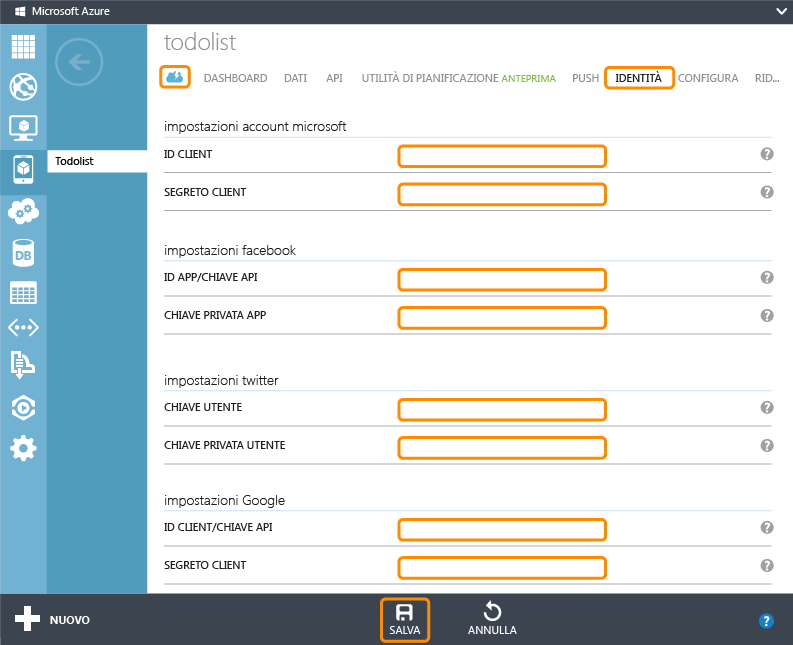 Microsoft Azure
todolist
DASHBOARD DATI API UTILITÀ DI PIANIFICAZIONE ANTEPRIMA PUSH IDENTITÀ CONFIGURA RID...
Todolist
impostazioni account microsoft
ID CLIENT ?
SEGRETO CLIENT ?
impostazioni facebook
ID APP/CHIAVE API ?
CHIAVE PRIVATA APP ?
impostazioni twitter
CHIAVE UTENTE ?
CHIAVE PRIVATA UTENTE ?
impostazioni Google
ID CLIENT/CHIAVE API ?
SEGRETO CLIENT ?
DB
NUOVO SALVA ANNULLA ?